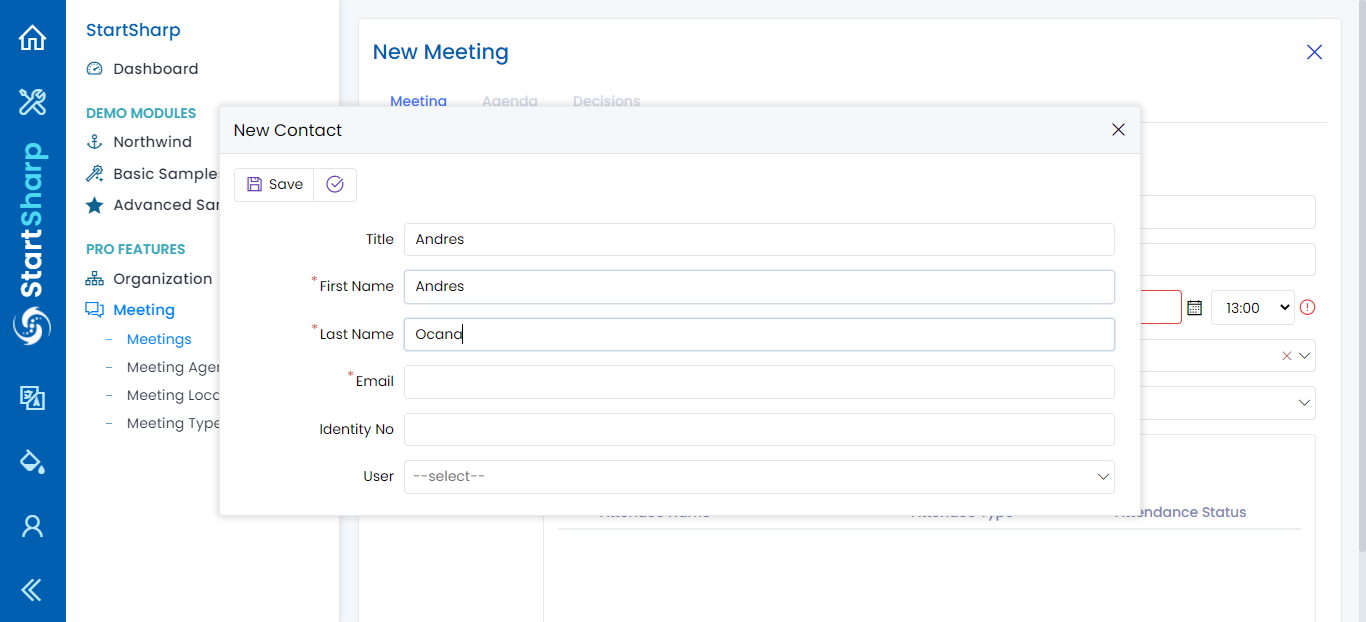 StartSharp
StartSharp
Dashboard
DEMO MODULES
Northwind
Basic Sample
Advanced Sa
PRO FEATURES
Organization
Meeting
Meetings
Meeting Age
Meeting Loc
Meeting Type
New Meeting
Meeting
Agenda
Decisions
New Contact
Save
Title
Andres
*First Name
Andres
*Last Name
Ocand
*Email
Identity No
User
--select--
13:00
Attendee Name
Attendee Type
Attendance Status